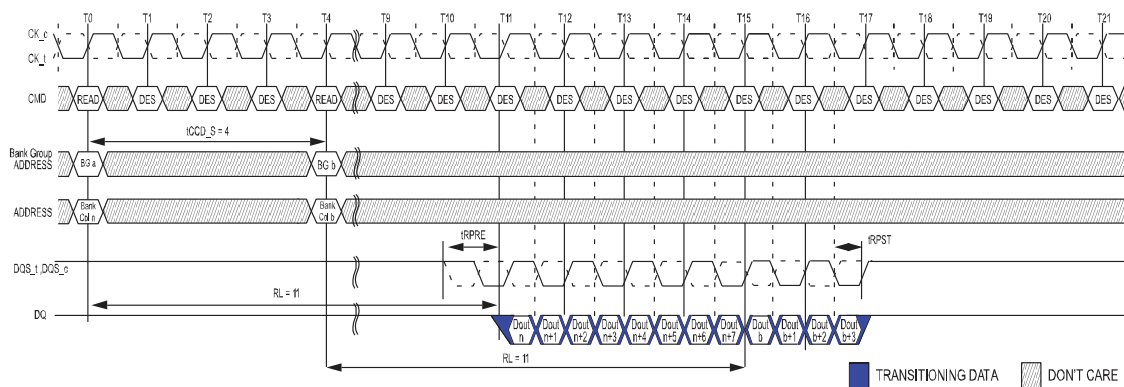 T0 T1 T2 T3 T4 T9 T10 T11 T12 T13 T14 T15 T16 T17 T18 T19 T20 T21
CK_c
CK_t
CMD READ DES DES DES READ DES DES DES DES DES DES DES DES DES DES DES DES DES
tCCD_S = 4
Bank Group
ADDRESS BG a BG b
ADDRESS Bank Col n Bank Col b
tRPRE tRPST
DQS_t ,DQS_c
RL = 11
DQ Dout n Dout n+1 Dout n+2 Dout n+3 Dout n+4 Dout n+5 Dout n+6 Dout n+7 Dout b Dout b+1 Dout b+2 Dout b+3
RL = 11
TRANSITIONING DATA DON'T CARE